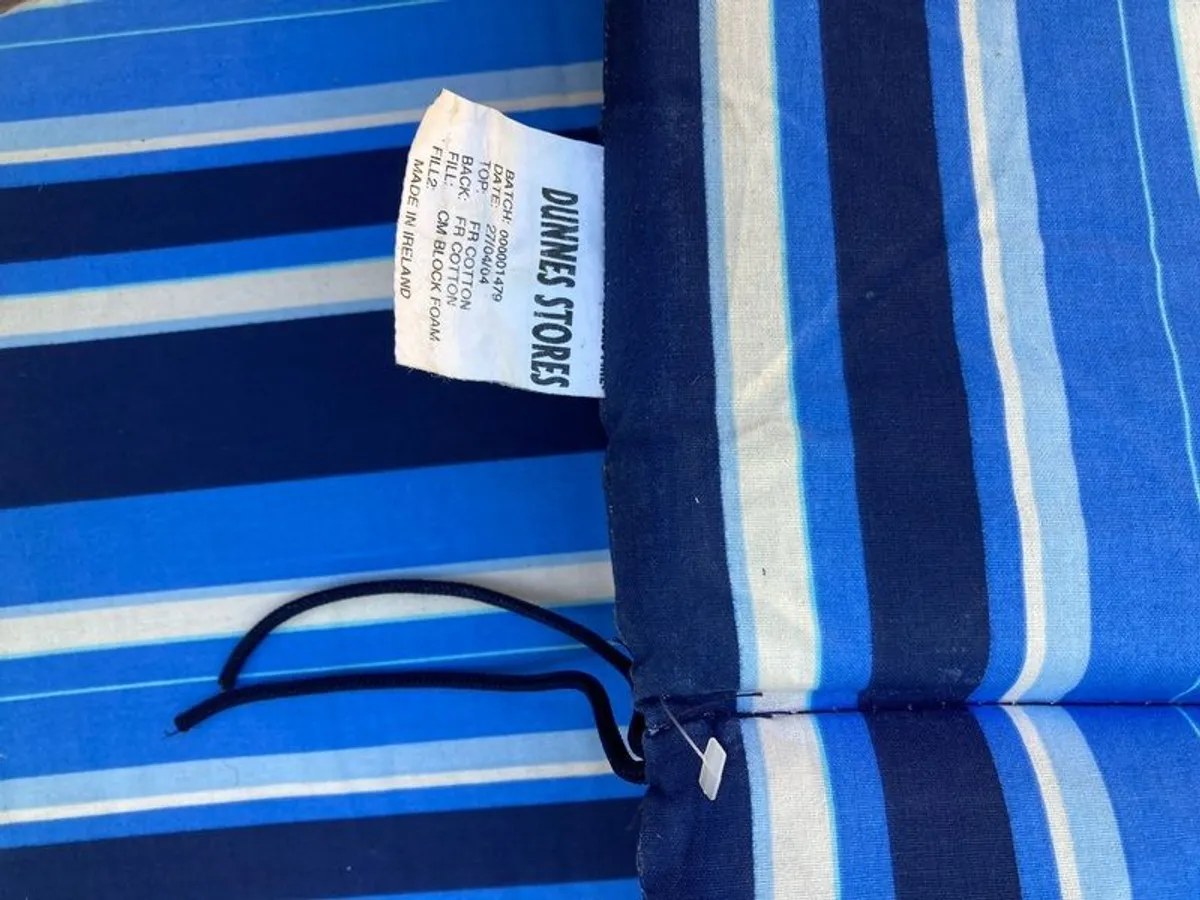 DUNNES STORES
BATCH: 000001479
DATE: 27/04/04
TOP: FR COTTON
BACK: FR COTTON
FILL: CM BLOCK FOAM
FILL2:
MADE IN IRELAND